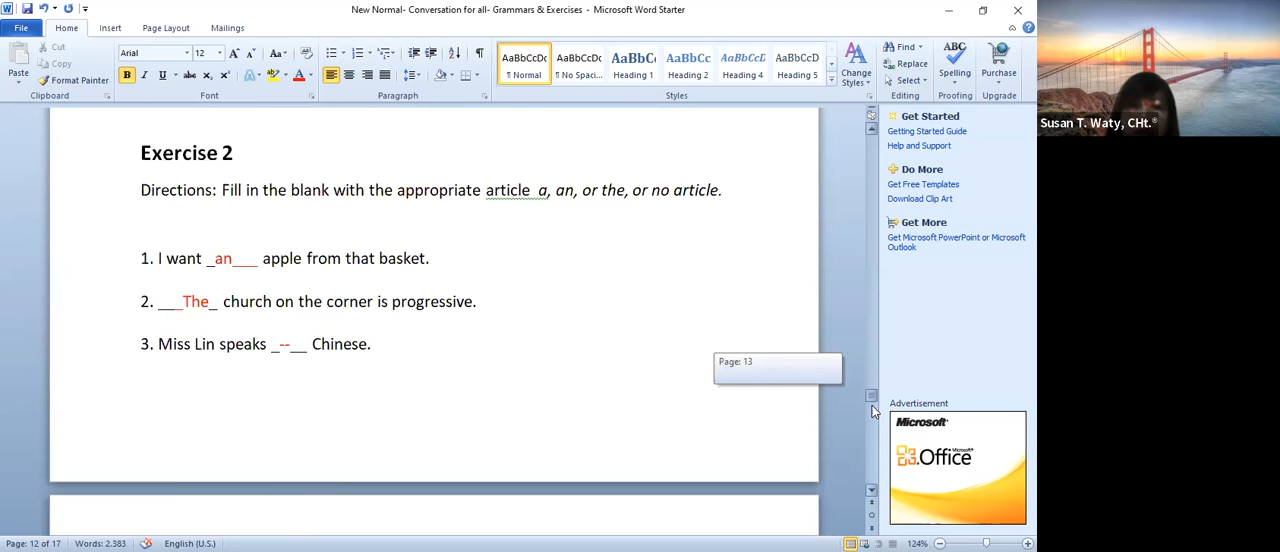 New Normal- Conversation for all- Grammars & Exercises - Microsoft Word Starter
File Home Insert Page Layout Mailings
Paste
Cut
Copy
Format Painter
Clipboard
Arial 12
Font
Paragraph
AaBbCcDc AaBbCcDc AaBbCc AaBbCc AaBbCc AaBbCcDc
¶ Normal ¶ No Spaci... Heading 1 Heading 2 Heading 4 Heading 5
Change Styles
Styles
Find
Replace
Select
Editing
Spelling
Proofing
Purchase
Upgrade
Susan T. Waty, CHt.®
Exercise 2
Directions: Fill in the blank with the appropriate article a, an, or the, or no article.
1. I want _an___ apple from that basket.
2. ___The_ church on the corner is progressive.
3. Miss Lin speaks _--__ Chinese.
Page: 13
Get Started
Getting Started Guide
Help and Support
Do More
Get Free Templates
Download Clip Art
Get More
Get Microsoft PowerPoint or Microsoft
Outlook
Advertisement
Microsoft
Office
Page: 12 of 17 Words: 2.383 English (U.S.) 124%